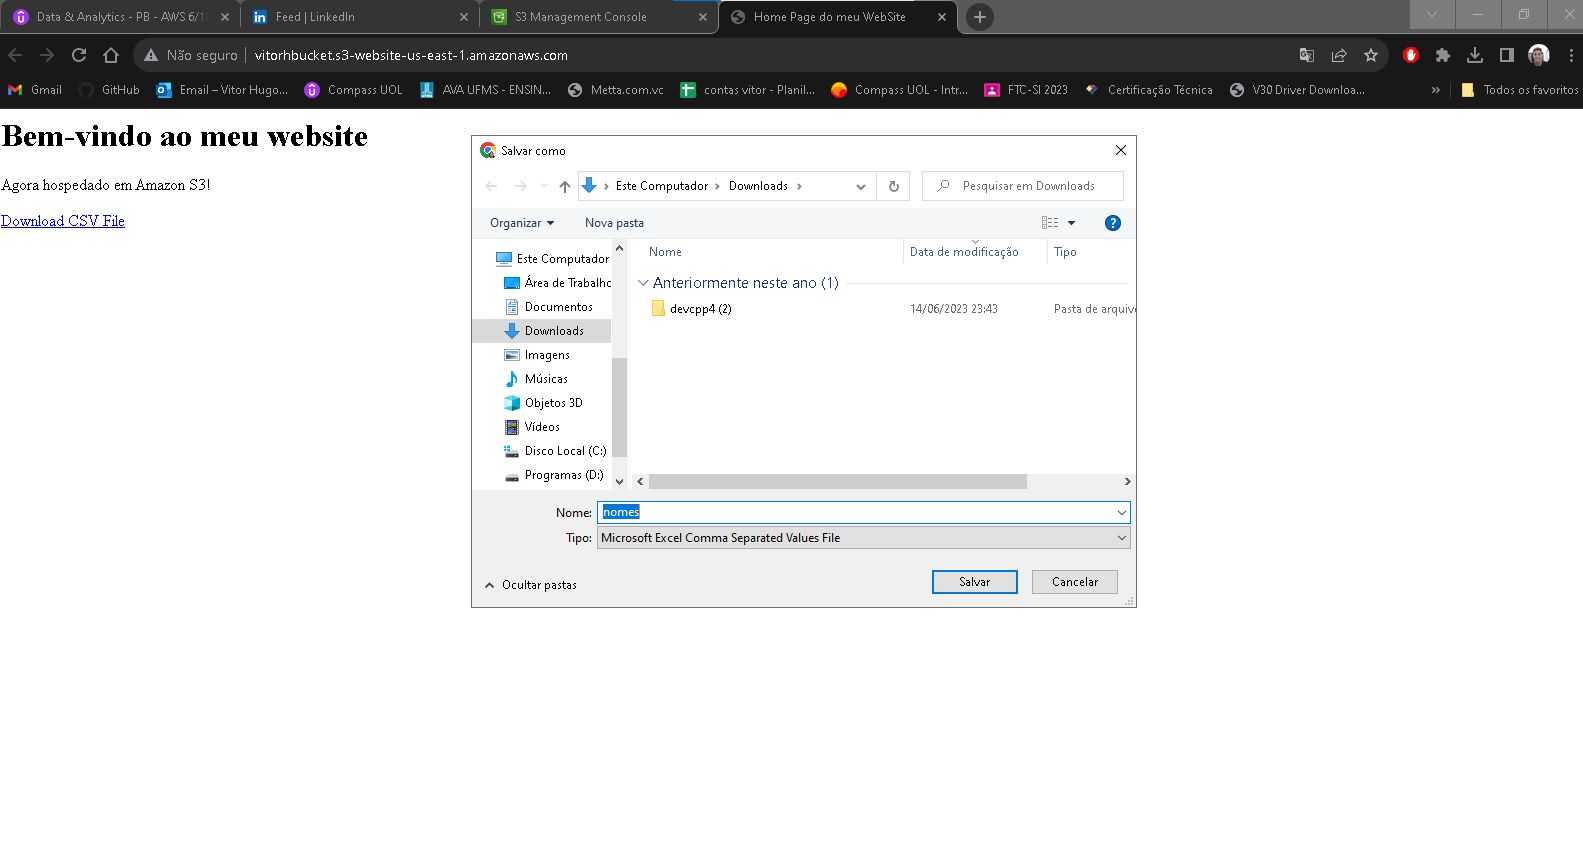 Data & Analytics - PB - AWS 6/1
Feed | LinkedIn
S3 Management Console
Home Page do meu WebSite
Não seguro
vitorhbucket.s3-website-us-east-1.amazonaws.com
Gmail
GitHub
Email – Vitor Hugo...
Compass UOL
AVA UFMS - ENSIN...
Metta.com.vc
contas vitor - Planil...
Compass UOL - Intr...
FTC-SI 2023
Certificação Técnica
V30 Driver Downloa...
»
Todos os favoritos
Bem-vindo ao meu website
Agora hospedado em Amazon S3!
Download CSV File
Salvar como
Este Computador > Downloads >
Pesquisar em Downloads
Organizar
Nova pasta
Este Computador
Área de Trabalho
Documentos
Downloads
Imagens
Músicas
Objetos 3D
Vídeos
Disco Local (C:)
Programas (D:)
Nome
Data de modificação
Tipo
Anteriormente neste ano (1)
devcpp4 (2)
14/06/2023 23:43
Pasta de arquiv
Nome: nomes
Tipo: Microsoft Excel Comma Separated Values File
Ocultar pastas
Salvar
Cancelar